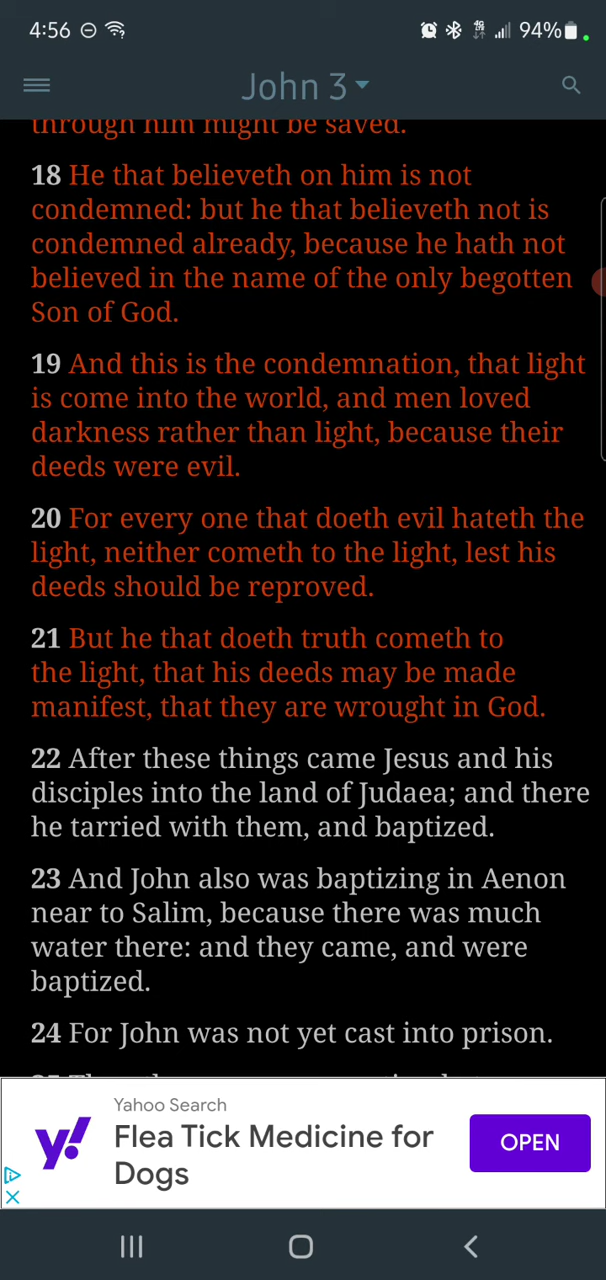 4:56
94%
John 3
through him might be saved.
18 He that believeth on him is not
condemned: but he that believeth not is
condemned already, because he hath not
believed in the name of the only begotten
Son of God.
19 And this is the condemnation, that light
is come into the world, and men loved
darkness rather than light, because their
deeds were evil.
20 For every one that doeth evil hateth the
light, neither cometh to the light, lest his
deeds should be reproved.
21 But he that doeth truth cometh to
the light, that his deeds may be made
manifest, that they are wrought in God.
22 After these things came Jesus and his
disciples into the land of Judaea; and there
he tarried with them, and baptized.
23 And John also was baptizing in Aenon
near to Salim, because there was much
water there: and they came, and were
baptized.
24 For John was not yet cast into prison.
Yahoo Search
y!
Flea Tick Medicine for
Dogs
OPEN